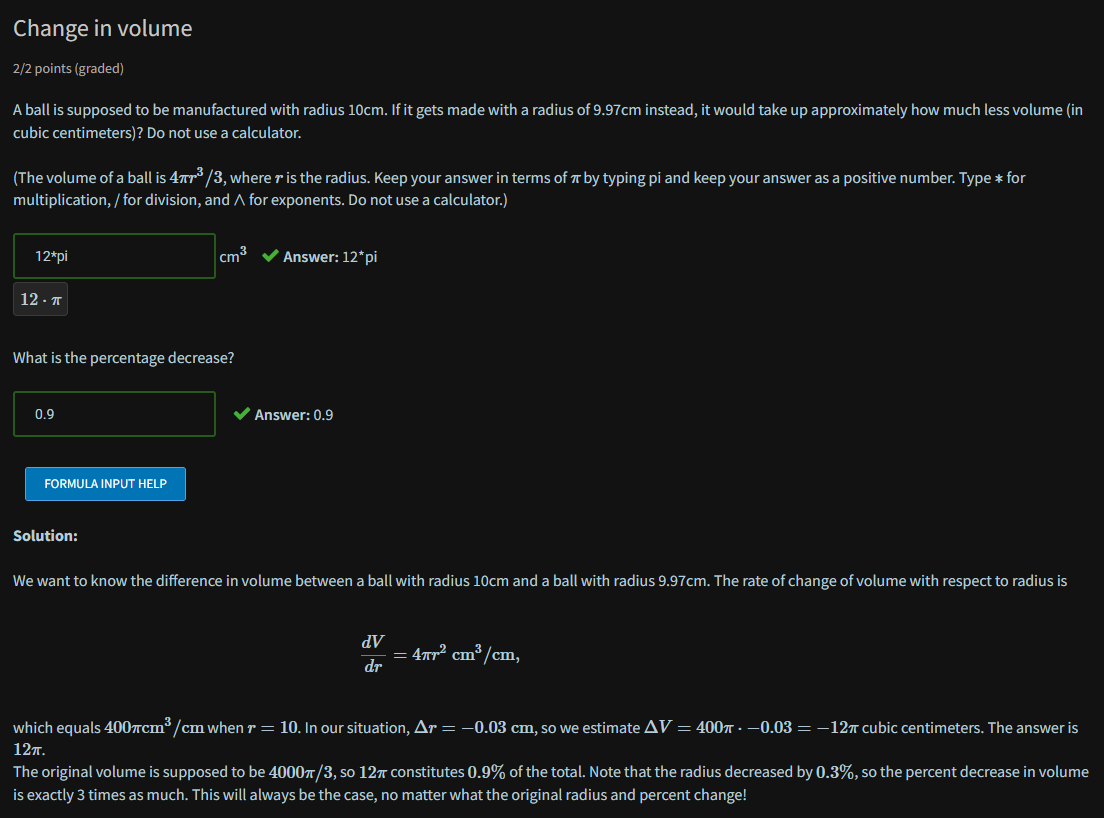 Change in volume
2/2 points (graded)
A ball is supposed to be manufactured with radius 10cm. If it gets made with a radius of 9.97cm instead, it would take up approximately how much less volume (in
cubic centimeters)? Do not use a calculator.
(The volume of a ball is 4πr³/3, where r is the radius. Keep your answer in terms of π by typing pi and keep your answer as a positive number. Type * for
multiplication, / for division, and ∧ for exponents. Do not use a calculator.)
12*pi cm³ ✔ Answer: 12*pi
12 · π
What is the percentage decrease?
0.9 ✔ Answer: 0.9
FORMULA INPUT HELP
Solution:
We want to know the difference in volume between a ball with radius 10cm and a ball with radius 9.97cm. The rate of change of volume with respect to radius is
dV/dr = 4πr² cm³/cm,
which equals 400πcm³/cm when r = 10. In our situation, Δr = −0.03 cm, so we estimate ΔV = 400π · −0.03 = −12π cubic centimeters. The answer is
12π.
The original volume is supposed to be 4000π/3, so 12π constitutes 0.9% of the total. Note that the radius decreased by 0.3%, so the percent decrease in volume
is exactly 3 times as much. This will always be the case, no matter what the original radius and percent change!